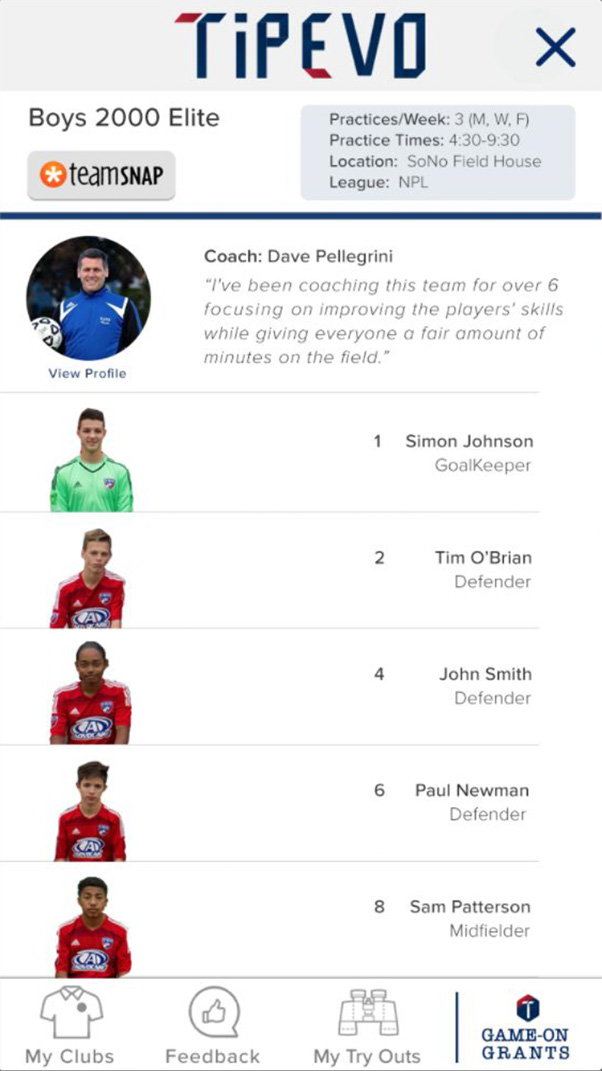 TIPEVO
Boys 2000 Elite
teamSNAP
Practices/Week: 3 (M, W, F)
Practice Times: 4:30-9:30
Location: SoNo Field House
League: NPL
Coach: Dave Pellegrini
“I've been coaching this team for over 6
focusing on improving the players' skills
while giving everyone a fair amount of
minutes on the field.”
View Profile
1 Simon Johnson
GoalKeeper
2 Tim O'Brian
Defender
4 John Smith
Defender
ADVOCARE
6 Paul Newman
Defender
8 Sam Patterson
Midfielder
ADVOCARE
My Clubs
Feedback
My Try Outs
T
GAME-ON
GRANTS